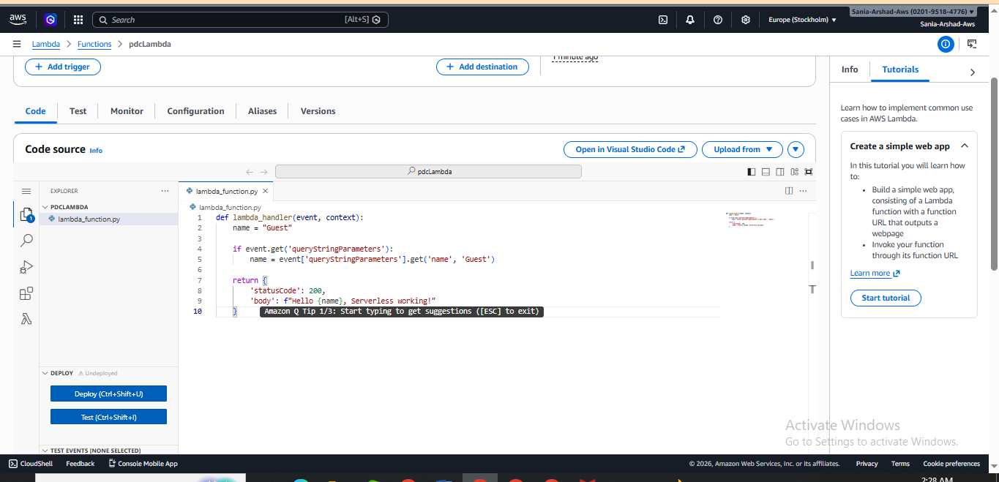 aws
Search [Alt+S]
Europe (Stockholm) ▼
Sania-Arshad-Aws (0201-9518-4776) ▼
Sania-Arshad-Aws
Lambda > Functions > pdcLambda
+ Add trigger
+ Add destination
1 minute ago
Code
Test
Monitor
Configuration
Aliases
Versions
Code source Info
Open in Visual Studio Code
Upload from ▼
pdcLambda
EXPLORER
PDCLAMBDA
lambda_function.py
1
lambda_function.py
lambda_function.py
1 def lambda_handler(event, context):
2 name = "Guest"
3
4 if event.get('queryStringParameters'):
5 name = event['queryStringParameters'].get('name', 'Guest')
6
7 return {
8 'statusCode': 200,
9 'body': f"Hello {name}, Serverless working!"
10 }
Amazon Q Tip 1/3: Start typing to get suggestions ([ESC] to exit)
DEPLOY Undeployed
Deploy (Ctrl+Shift+U)
Test (Ctrl+Shift+I)
TEST EVENTS [NONE SELECTED]
Info
Tutorials
Learn how to implement common use
cases in AWS Lambda.
Create a simple web app
In this tutorial you will learn how
to:
• Build a simple web app,
consisting of a Lambda
function with a function
URL that outputs a
webpage
• Invoke your function
through its function URL
Learn more
Start tutorial
Activate Windows
Go to Settings to activate Windows.
CloudShell
Feedback
Console Mobile App
© 2026, Amazon Web Services, Inc. or its affiliates.
Privacy
Terms
Cookie preferences
2:28 AM